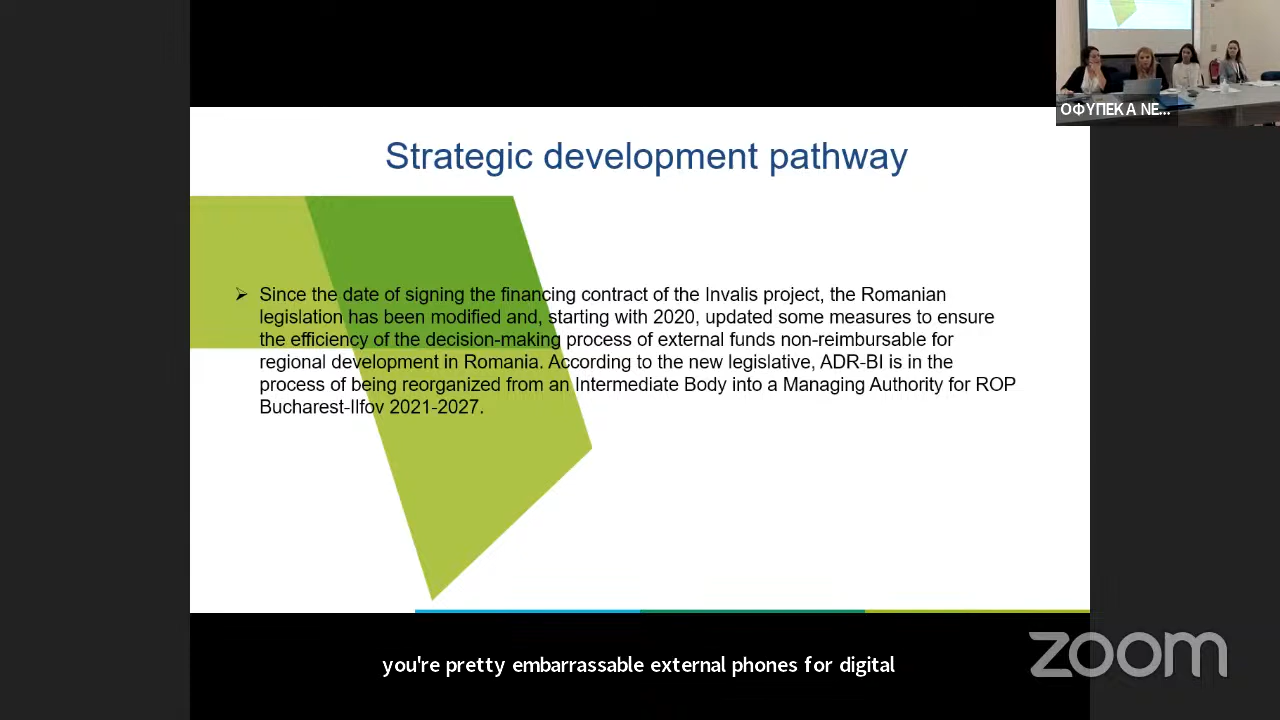 Strategic development pathway
ΟΦΥΠΕΚΑ NE...
➢ Since the date of signing the financing contract of the Invalis project, the Romanian
legislation has been modified and, starting with 2020, updated some measures to ensure
the efficiency of the decision-making process of external funds non-reimbursable for
regional development in Romania. According to the new legislative, ADR-BI is in the
process of being reorganized from an Intermediate Body into a Managing Authority for ROP
Bucharest-Ilfov 2021-2027.
you're pretty embarrassable external phones for digital
zoom